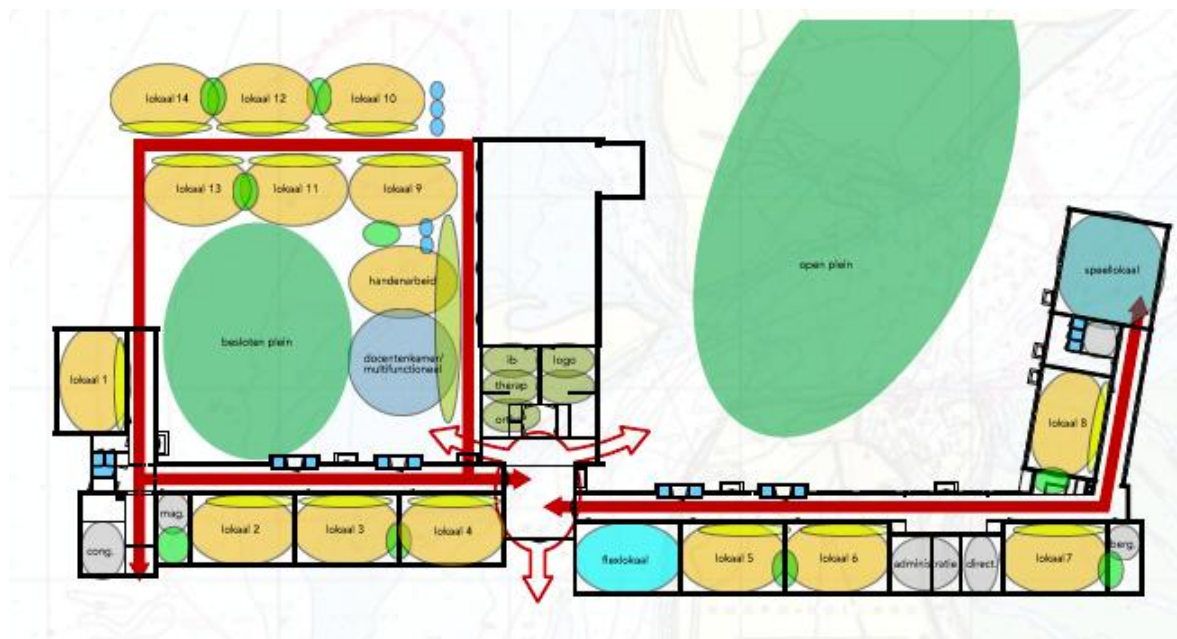 lokaal 14
lokaal 12
lokaal 10
lokaal 13
lokaal 11
lokaal 9
handenarbeid
open plein
speellokaal
besloten plein
docentenkamer/
multifunctioneel
ib
logo
lokaal 1
therap
lokaal 8
mag.
lokaal 2
lokaal 3
lokaal 4
cong.
flexlokaal
lokaal 5
lokaal 6
administratie
direct.
lokaal 7
berg.